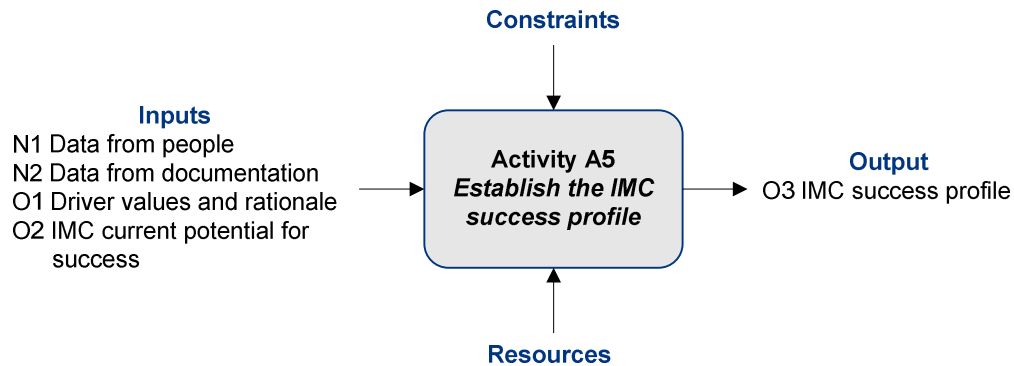 Constraints
Inputs
N1 Data from people
N2 Data from documentation
O1 Driver values and rationale
O2 IMC current potential for
success
Activity A5
Establish the IMC
success profile
Output
O3 IMC success profile
Resources